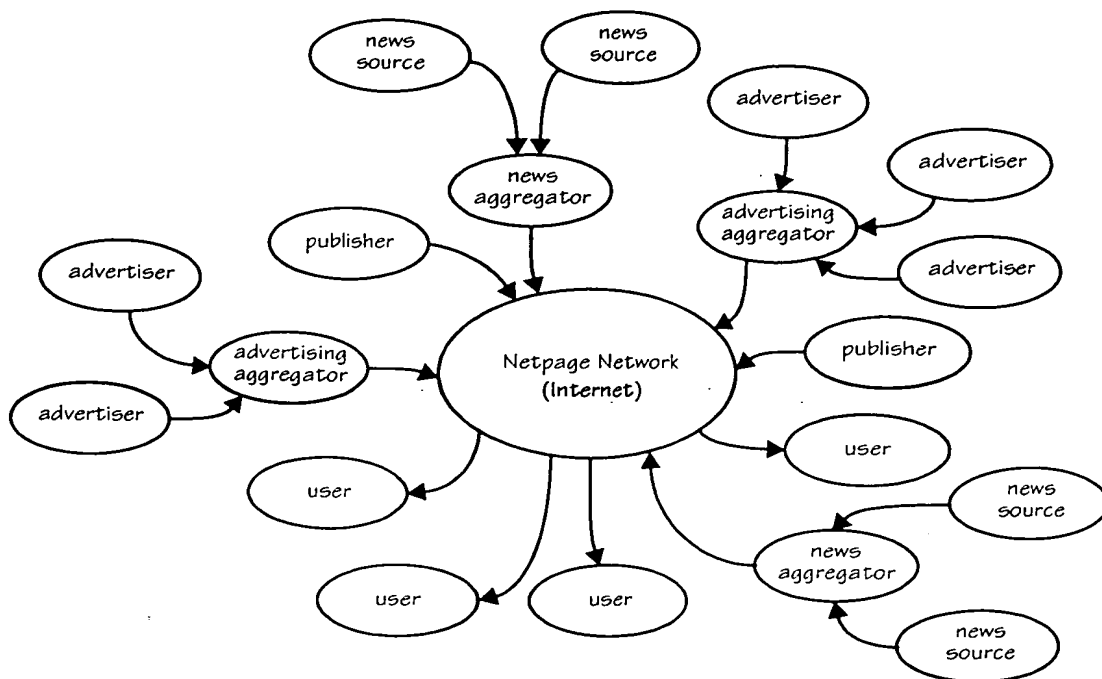 news
source
news
source
advertiser
news
aggregator
advertiser
advertising
aggregator
publisher
advertiser
advertiser
advertising
aggregator
Netpage Network
(Internet)
publisher
advertiser
user
user
news
source
news
aggregator
user
user
news
source